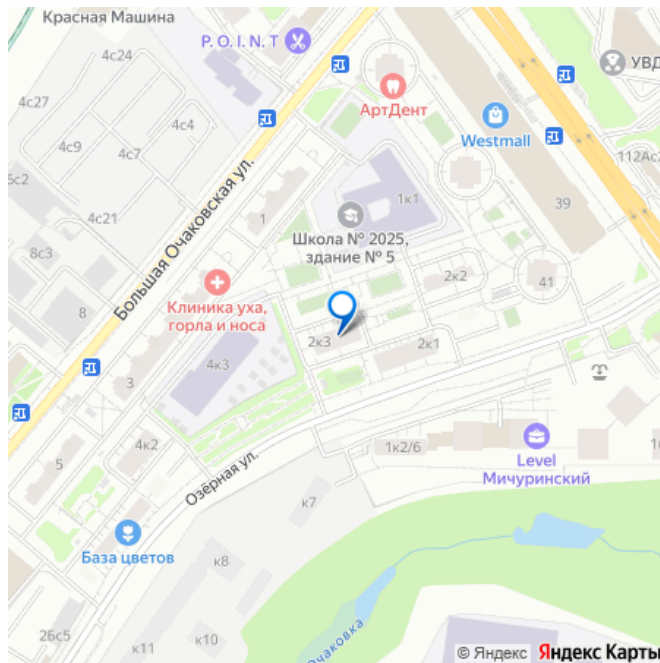 Красная Машина
P.O.I.N.T
УВД
4с24
АртДент
4с27
4с4
Westmall
4с9
4с7
112Ас2
5с2
1к1
39
4с21
1
Школа № 2025,
здание № 5
8с3
Большая Очаковская ул.
2к2
41
Клиника уха,
горла и носа
8
2к3
2к1
4к3
3
4к2
1к2/6
5
Level
Мичуринский
Озёрная ул.
к7
База цветов
к8
26с5
к10
к11
Очаковка
© Яндекс Яндекс Карты